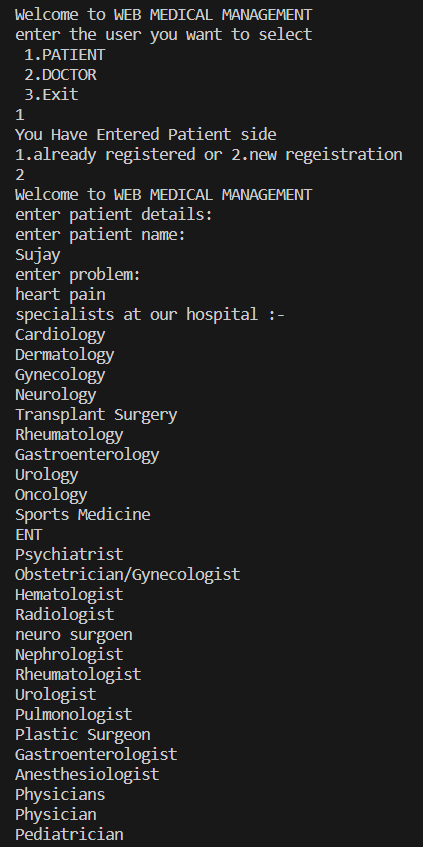 Welcome to WEB MEDICAL MANAGEMENT
enter the user you want to select
 1.PATIENT
 2.DOCTOR
 3.Exit
1
You Have Entered Patient side
1.already registered or 2.new regeistration
2
Welcome to WEB MEDICAL MANAGEMENT
enter patient details:
enter patient name:
Sujay
enter problem:
heart pain
specialists at our hospital :-
Cardiology
Dermatology
Gynecology
Neurology
Transplant Surgery
Rheumatology
Gastroenterology
Urology
Oncology
Sports Medicine
ENT
Psychiatrist
Obstetrician/Gynecologist
Hematologist
Radiologist
neuro surgoen
Nephrologist
Rheumatologist
Urologist
Pulmonologist
Plastic Surgeon
Gastroenterologist
Anesthesiologist
Physicians
Physician
Pediatrician